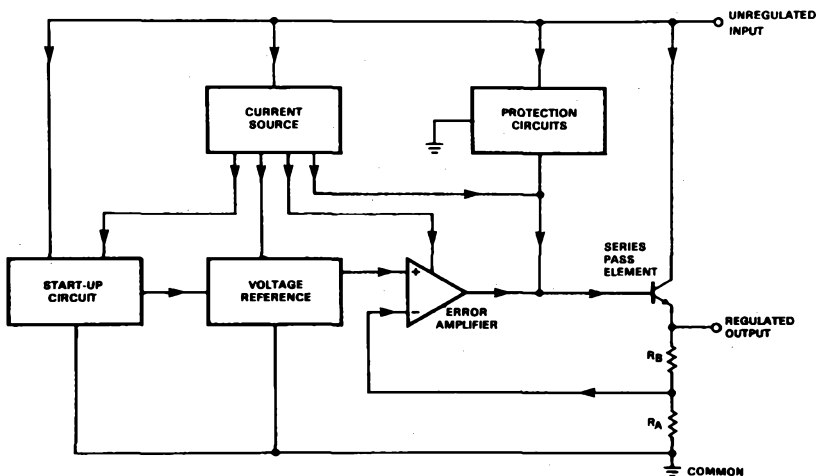 UNREGULATED
INPUT
CURRENT
SOURCE
PROTECTION
CIRCUITS
SERIES
PASS
ELEMENT
START-UP
CIRCUIT
VOLTAGE
REFERENCE
+
−
ERROR
AMPLIFIER
REGULATED
OUTPUT
RB
RA
COMMON